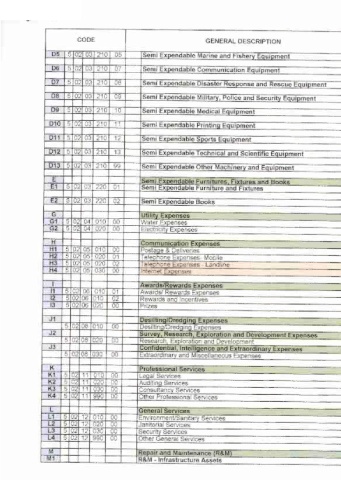 CODE GENERAL DESCRIPTION
D5 5 02 03 210 05 Semi Expendable Marine and Fishery Equipment
D6 5 02 03 210 07 Semi Expendable Communication Equipment
D7 5 02 03 210 08 Semi Expendable Disaster Response and Rescue Equipment
D8 5 02 03 210 09 Semi Expendable Military, Police and Security Equipment
D9 5 02 03 210 10 Semi Expendable Medical Equipment
D10 5 02 03 210 11 Semi Expendable Printing Equipment
D11 5 02 03 210 12 Semi Expendable Sports Equipment
D12 5 02 03 210 13 Semi Expendable Technical and Scientific Equipment
D13 5 02 03 210 99 Semi Expendable Other Machinery and Equipment
E Semi Expendable Furnitures, Fixtures and Books
E1 5 02 03 220 01 Semi Expendable Furniture and Fixtures
E2 5 02 03 220 02 Semi Expendable Books
G Utility Expenses
G1 5 02 04 010 00 Water Expenses
G2 5 02 04 020 00 Electricity Expenses
H Communication Expenses
H1 5 02 05 010 00 Postage & Deliveries
H2 5 02 05 020 01 Telephone Expenses- Mobile
H3 5 02 05 020 02 Telephone Expenses - Landline
H4 5 02 05 030 00 Internet Expenses
I Awards/Rewards Expenses
I1 5 02 06 010 01 Awards/ Rewards Expenses
I2 5 02 06 010 02 Rewards and Incentives
I3 5 02 06 020 00 Prizes
J1 Desilting/Dredging Expenses
5 02 08 010 00 Desilting/Dredging Expenses
J2 Survey, Research, Exploration and Development Expenses
5 02 08 020 00 Research, Exploration and Development
J3 Confidential, Intelligence and Extraordinary Expenses
5 02 08 030 00 Extraordinary and Miscellaneous Expenses
K Professional Services
K1 5 02 11 010 00 Legal Services
K2 5 02 11 020 00 Auditing Services
K3 5 02 11 030 00 Consultancy Services
K4 5 02 11 990 00 Other Professional Services
L General Services
L1 5 02 12 010 00 Environment/Sanitary Services
L2 5 02 12 020 00 Janitorial Services
L3 5 02 12 030 00 Security Services
L4 5 02 12 990 00 Other General Services
M Repair and Maintenance (R&M)
M1 R&M - Infrastructure Assets